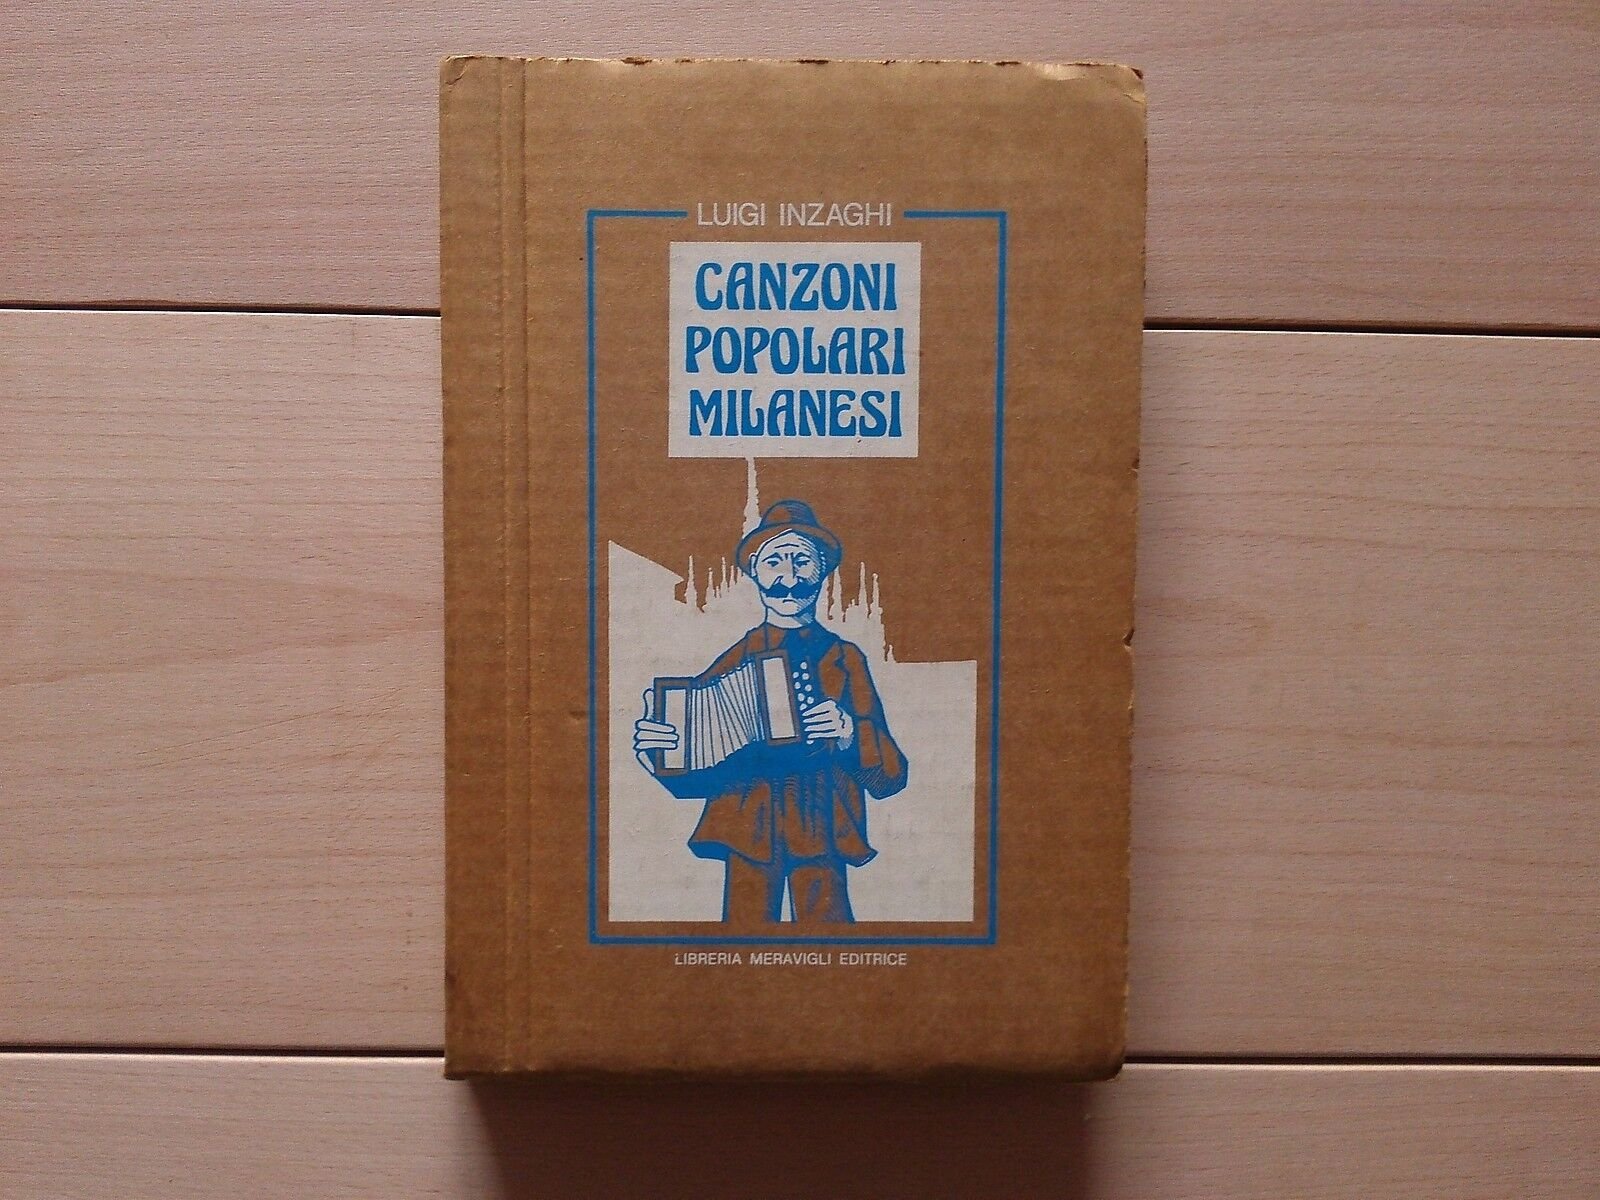 LUIGI INZAGHI
CANZONI
POPOLARI
MILANESI
LIBRERIA MERAVIGLI EDITRICE